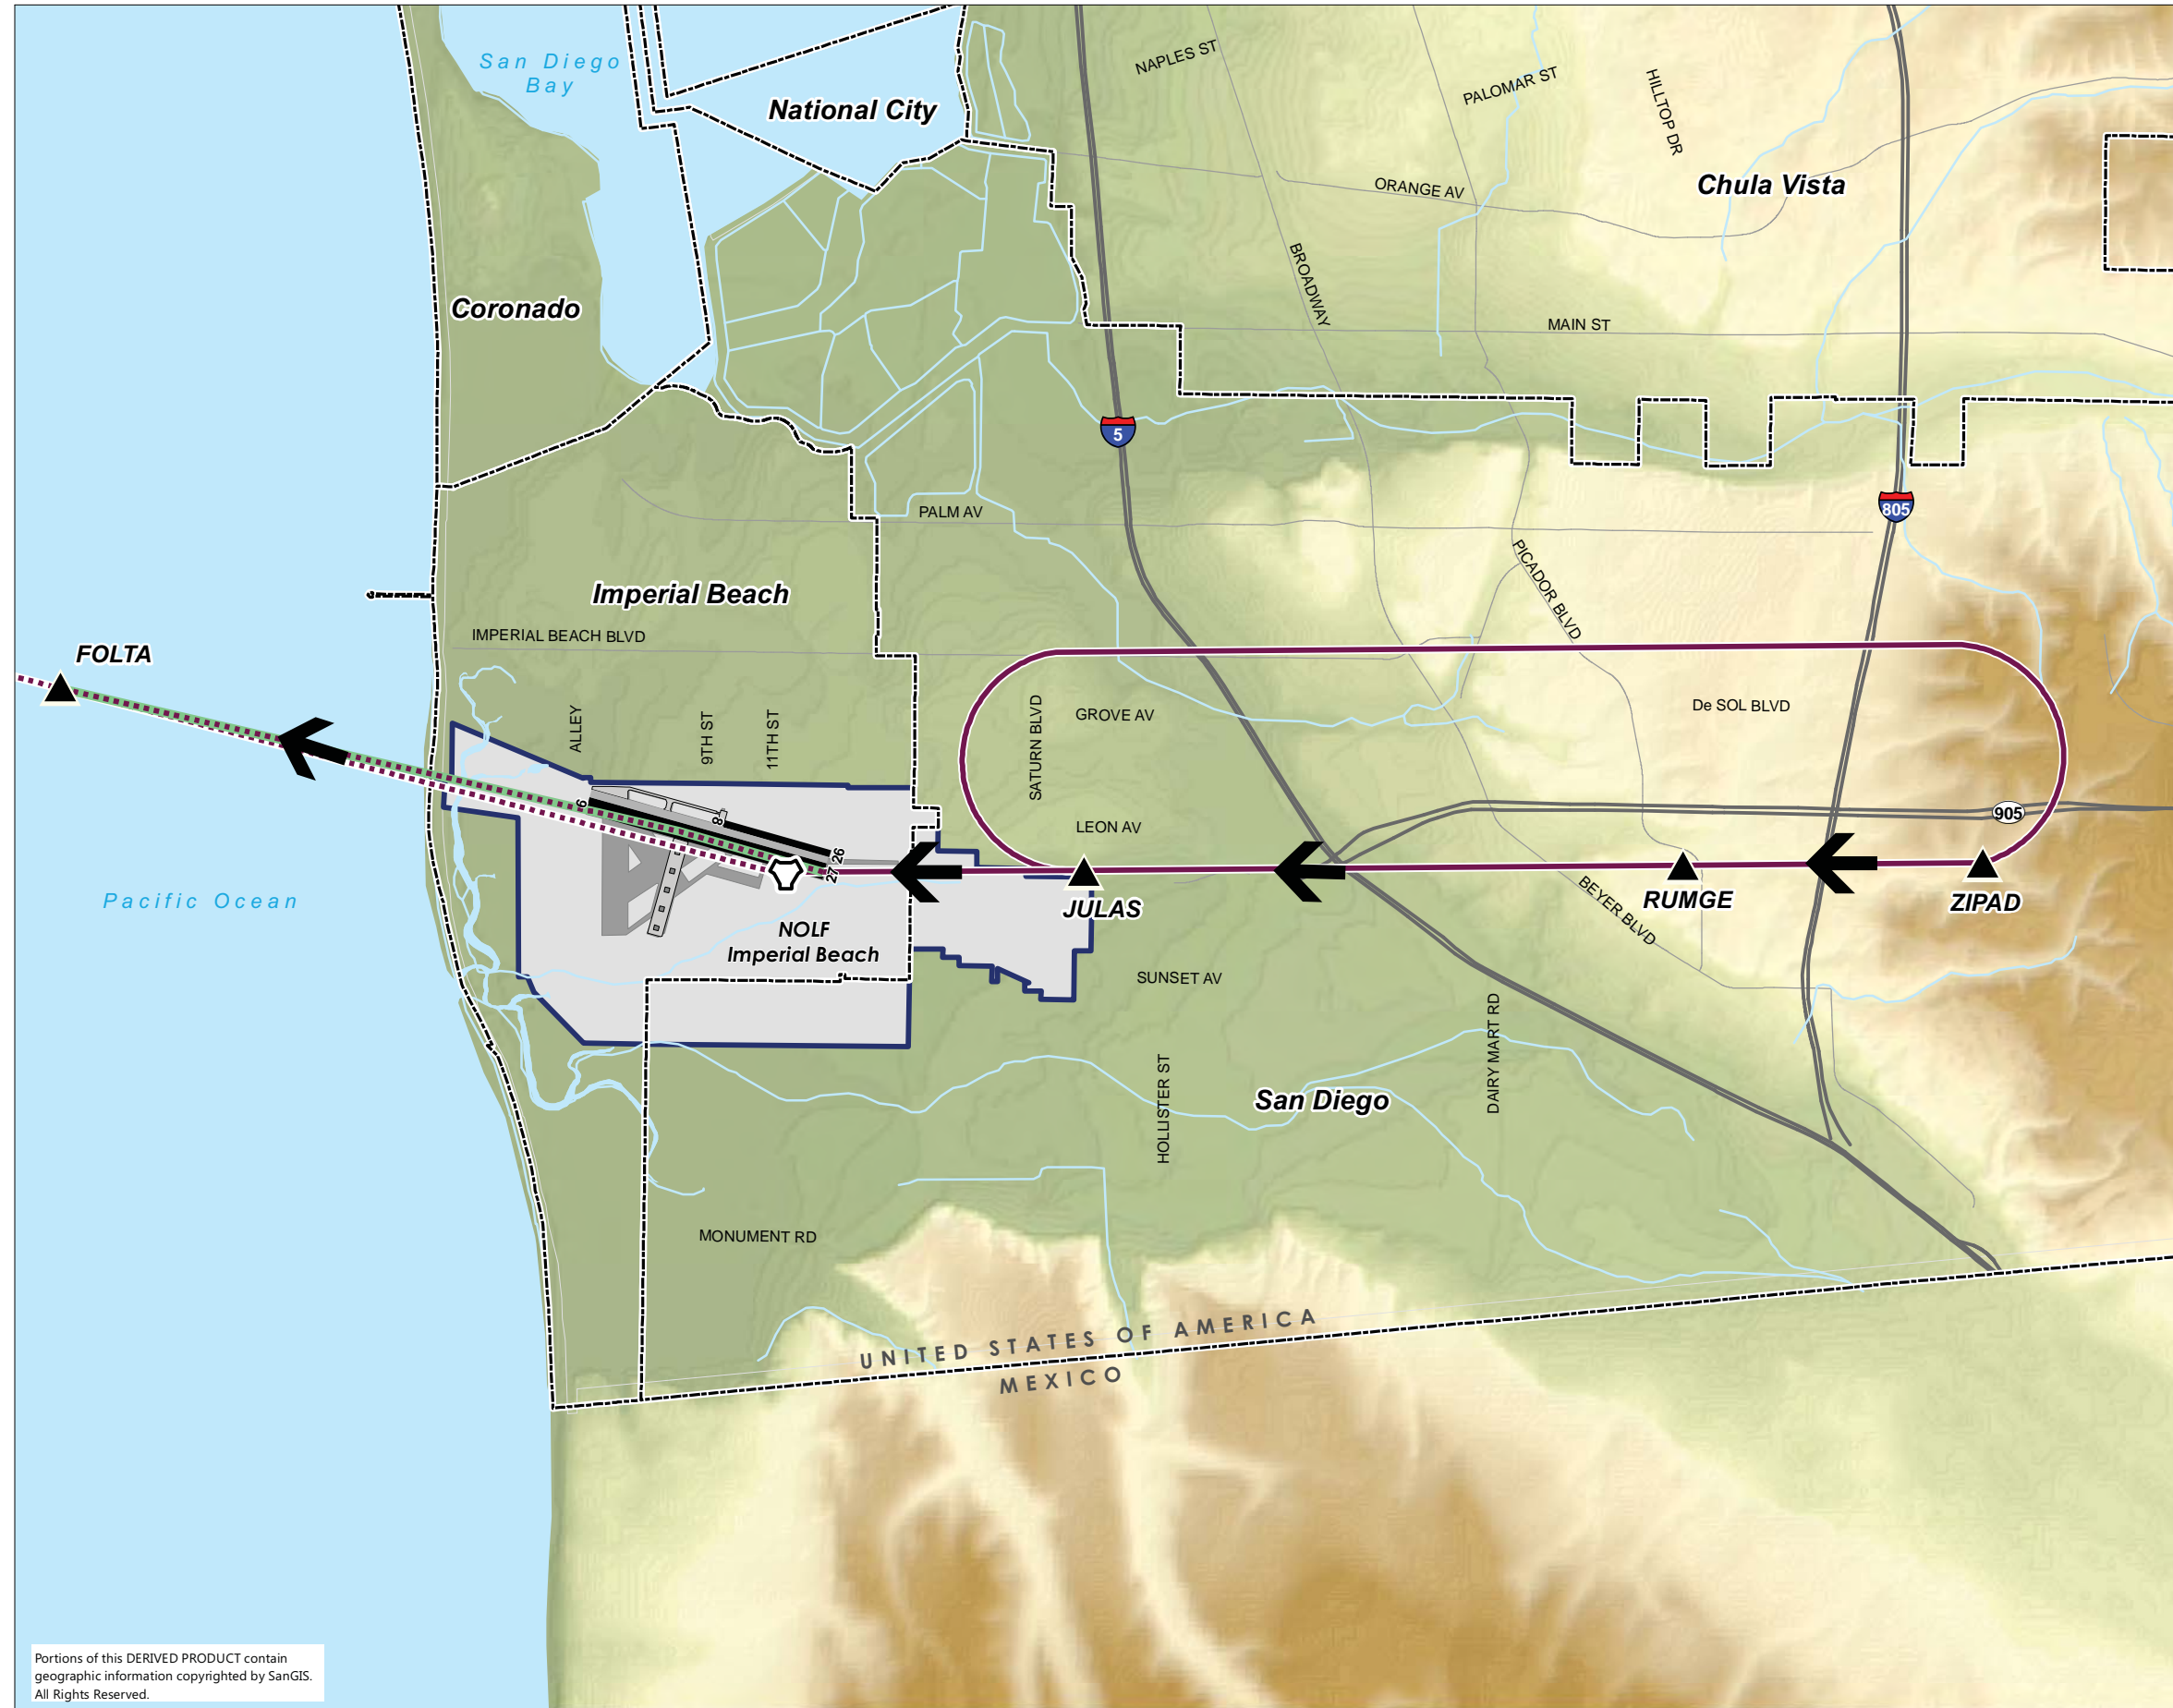 San Diego
Bay
National City
NAPLES ST
PALOMAR ST
HILLTOP DR
Chula Vista
ORANGE AV
BROADWAY
Coronado
MAIN ST
5
805
PALM AV
PICADOR BLVD
Imperial Beach
IMPERIAL BEACH BLVD
FOLTA
ALLEY
9TH ST
11TH ST
SATURN BLVD
GROVE AV
De SOL BLVD
9
8
26
27
LEON AV
905
JULAS
RUMGE
ZIPAD
BEYER BLVD
Pacific Ocean
NOLF
Imperial Beach
SUNSET AV
HOLLISTER ST
San Diego
DAIRY MART RD
MONUMENT RD
UNITED STATES OF AMERICA
MEXICO
Portions of this DERIVED PRODUCT contain
geographic information copyrighted by SanGIS.
All Rights Reserved.